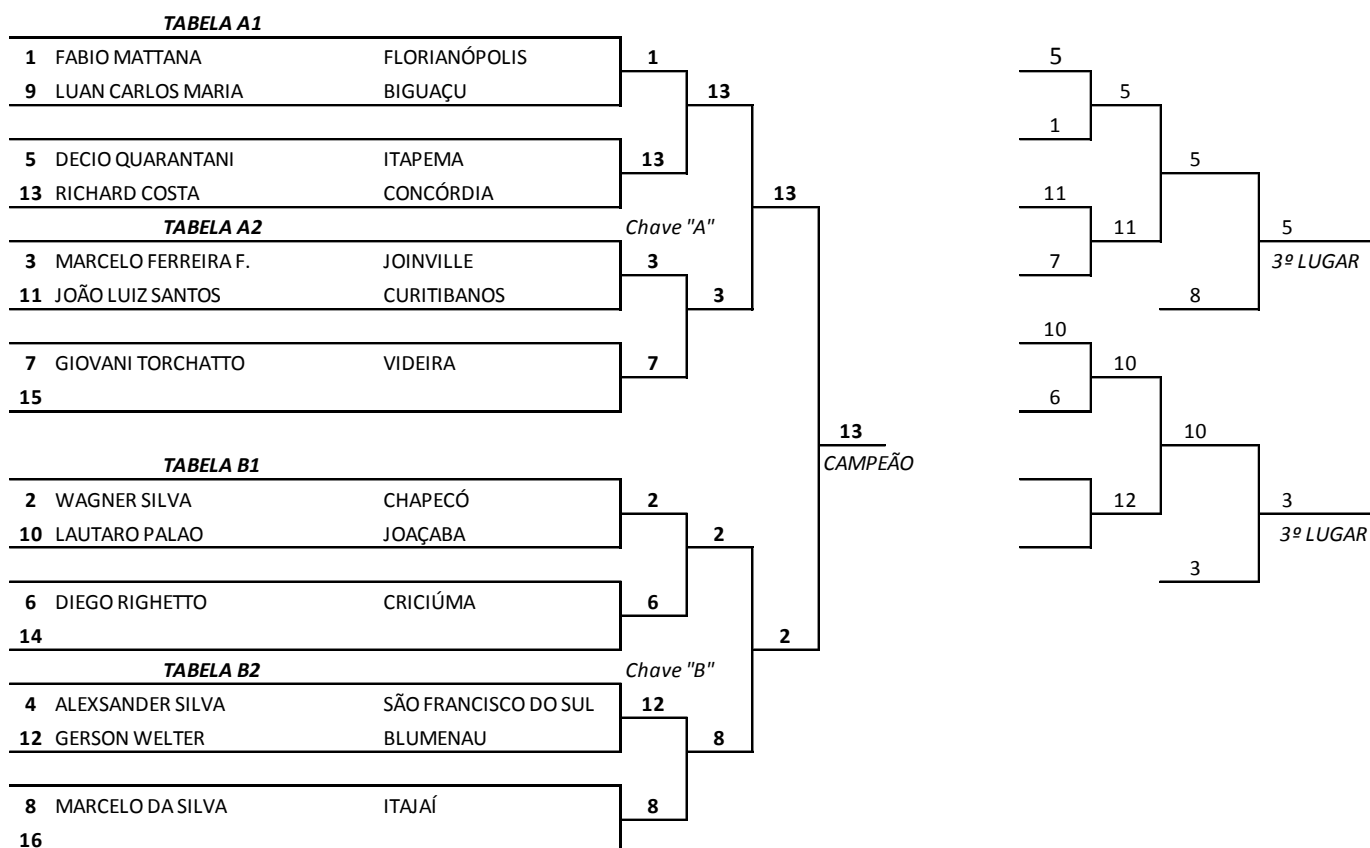 TABELA A1
1 FABIO MATTANA FLORIANÓPOLIS 1 5
9 LUAN CARLOS MARIA BIGUAÇU 13 5
1
5 DECIO QUARANTANI ITAPEMA 13 5
13 RICHARD COSTA CONCÓRDIA 13 11
TABELA A2 Chave "A" 11 5
3 MARCELO FERREIRA F. JOINVILLE 3 7 3º LUGAR
11 JOÃO LUIZ SANTOS CURITIBANOS 3 8
10
7 GIOVANI TORCHATTO VIDEIRA 7 10
15 6
13 10
TABELA B1 CAMPEÃO
2 WAGNER SILVA CHAPECÓ 2 12 3
10 LAUTARO PALAO JOAÇABA 2 3º LUGAR
3
6 DIEGO RIGHETTO CRICIÚMA 6
14 2
TABELA B2 Chave "B"
4 ALEXSANDER SILVA SÃO FRANCISCO DO SUL 12
12 GERSON WELTER BLUMENAU 8
8 MARCELO DA SILVA ITAJAÍ 8
16